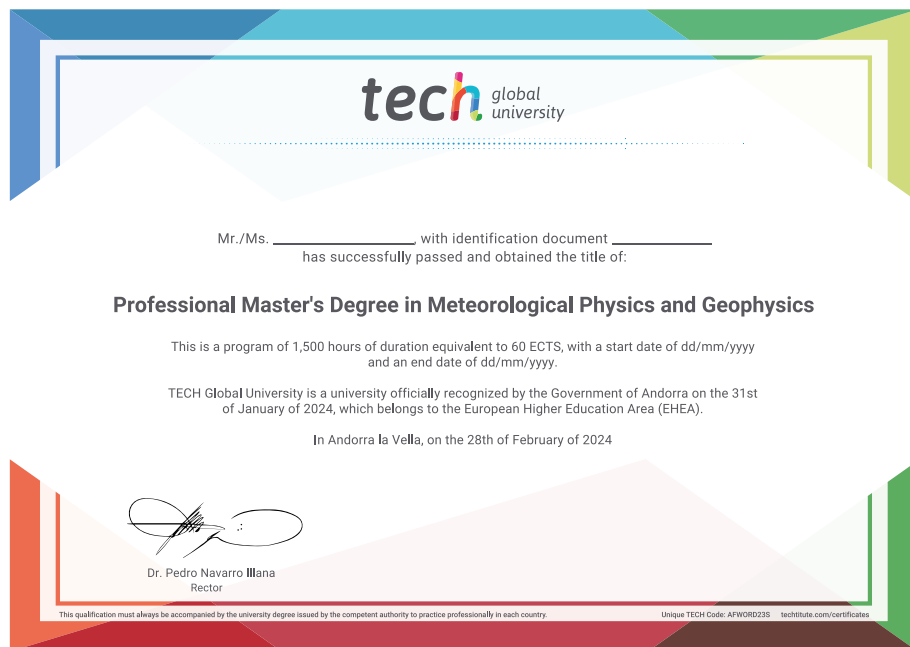 tech global
university
Mr./Ms. ______________, with identification document __________
has successfully passed and obtained the title of:
Professional Master's Degree in Meteorological Physics and Geophysics
This is a program of 1,500 hours of duration equivalent to 60 ECTS, with a start date of dd/mm/yyyy
and an end date of dd/mm/yyyy.
TECH Global University is a university officially recognized by the Government of Andorra on the 31st
of January of 2024, which belongs to the European Higher Education Area (EHEA).
In Andorra la Vella, on the 28th of February of 2024
Dr. Pedro Navarro Illana
Rector
This qualification must always be accompanied by the university degree issued by the competent authority to practice professionally in each country.
Unique TECH Code: AFWORD23S techtitute.com/certificates